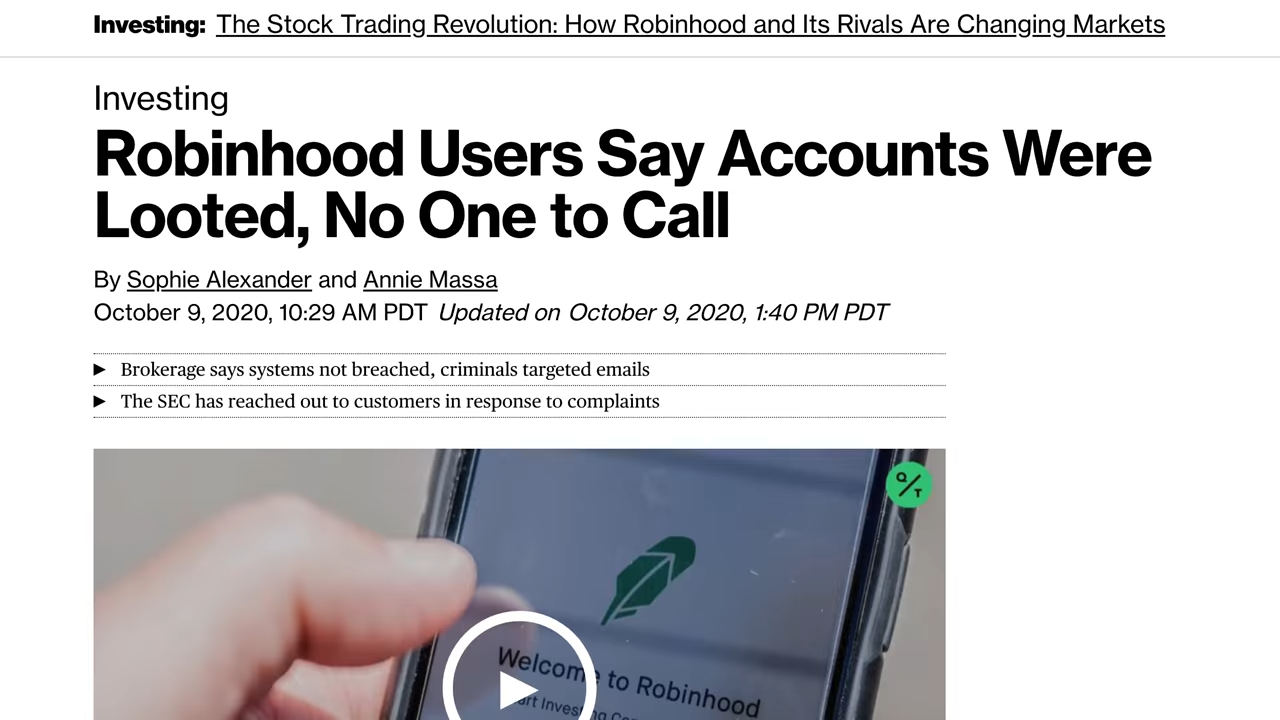 Investing: The Stock Trading Revolution: How Robinhood and Its Rivals Are Changing Markets
Investing
Robinhood Users Say Accounts Were
Looted, No One to Call
By Sophie Alexander and Annie Massa
October 9, 2020, 10:29 AM PDT Updated on October 9, 2020, 1:40 PM PDT
► Brokerage says systems not breached, criminals targeted emails
► The SEC has reached out to customers in response to complaints
Q/T
Welcome to Robinhood